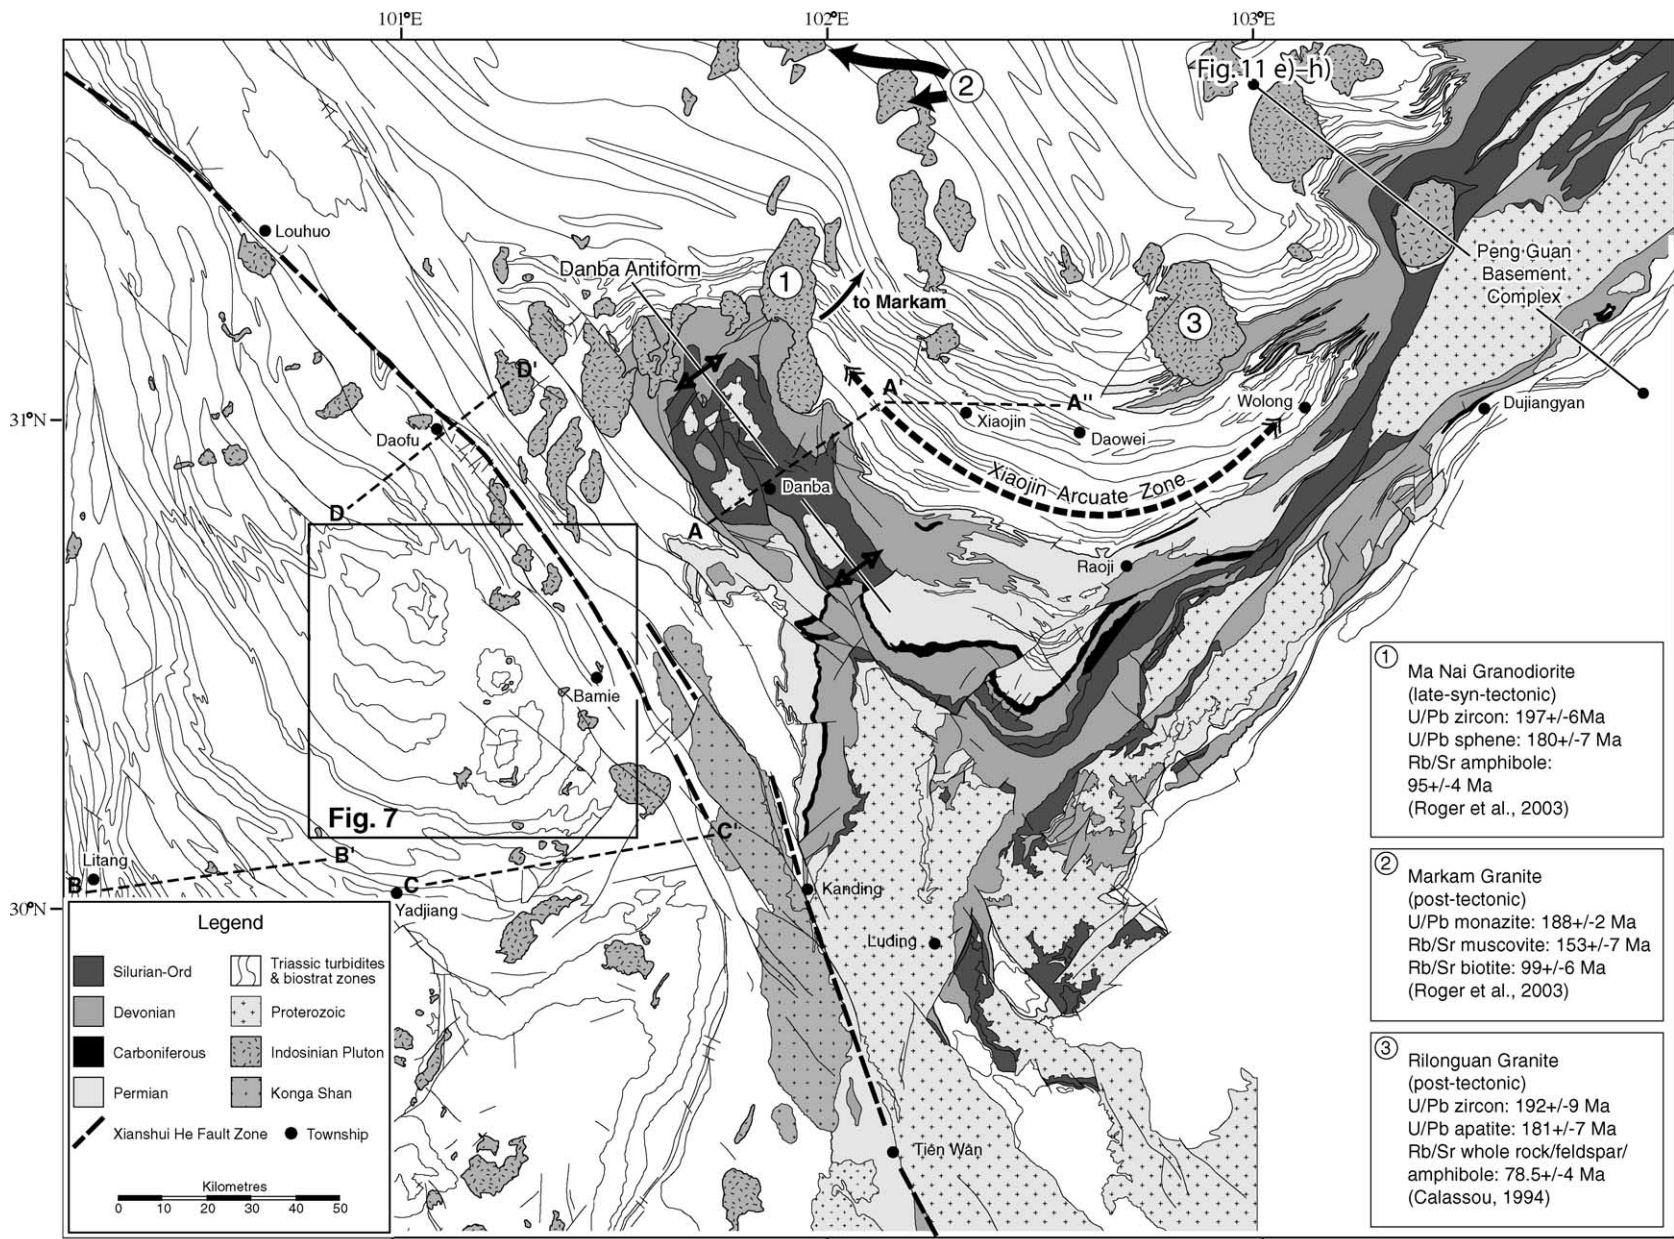 101°E
102°E
103°E
2
Fig. 11 e)–h)
Louhuo
Danba Antiform
1
to Markam
Peng Guan
Basement
Complex
3
D'
31°N
Daofu
A'
A"
Xiaojin
Daowei
Wolong
Dujiangyan
Xiaojin Arcuate Zone
Danba
D
A
Raoji
Bamie
Fig. 7
Litang
B
B'
C
C'
Yadjiang
Kanding
30°N
Luding
Tien Wan
Legend
Silurian-Ord
Devonian
Carboniferous
Permian
Triassic turbidites
& biostrat zones
Proterozoic
Indosinian Pluton
Konga Shan
Xianshui He Fault Zone
Township
Kilometres
0 10 20 30 40 50
1
Ma Nai Granodiorite
(late-syn-tectonic)
U/Pb zircon: 197+/-6Ma
U/Pb sphene: 180+/-7 Ma
Rb/Sr amphibole:
95+/-4 Ma
(Roger et al., 2003)
2
Markam Granite
(post-tectonic)
U/Pb monazite: 188+/-2 Ma
Rb/Sr muscovite: 153+/-7 Ma
Rb/Sr biotite: 99+/-6 Ma
(Roger et al., 2003)
3
Rilonguan Granite
(post-tectonic)
U/Pb zircon: 192+/-9 Ma
U/Pb apatite: 181+/-7 Ma
Rb/Sr whole rock/feldspar/
amphibole: 78.5+/-4 Ma
(Calassou, 1994)